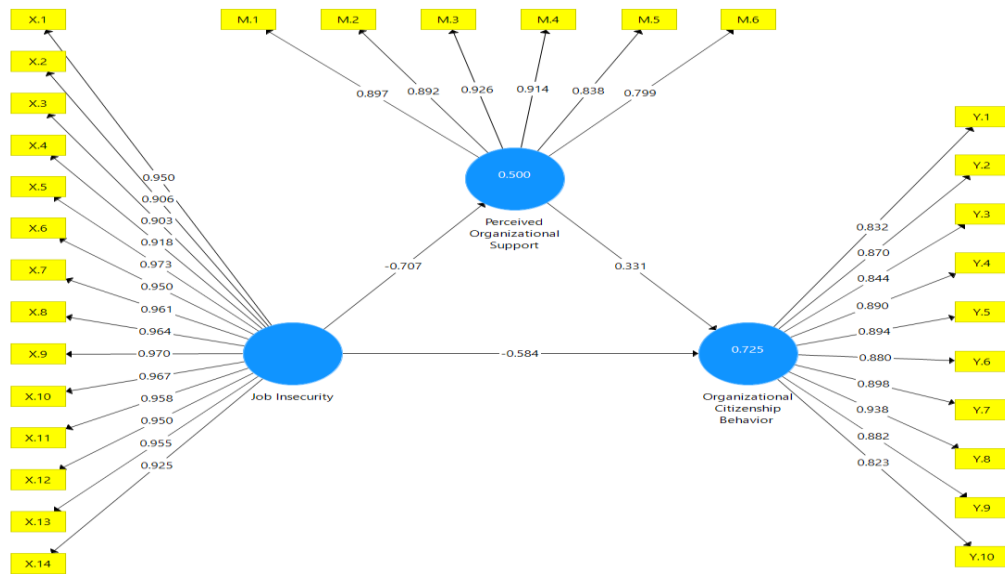 X.1
M.1
M.2
M.3
M.4
M.5
M.6
X.2
X.3
X.4
X.5
X.6
X.7
X.8
X.9
X.10
X.11
X.12
X.13
X.14
0.950
0.906
0.903
0.918
0.973
0.950
0.961
0.964
0.970
0.967
0.958
0.950
0.955
0.925
Job Insecurity
0.897
0.892
0.926
0.914
0.838
0.799
0.500
Perceived
Organizational
Support
-0.707
0.331
-0.584
0.725
Organizational
Citizenship
Behavior
0.832
0.870
0.844
0.890
0.894
0.880
0.898
0.938
0.882
0.823
Y.1
Y.2
Y.3
Y.4
Y.5
Y.6
Y.7
Y.8
Y.9
Y.10